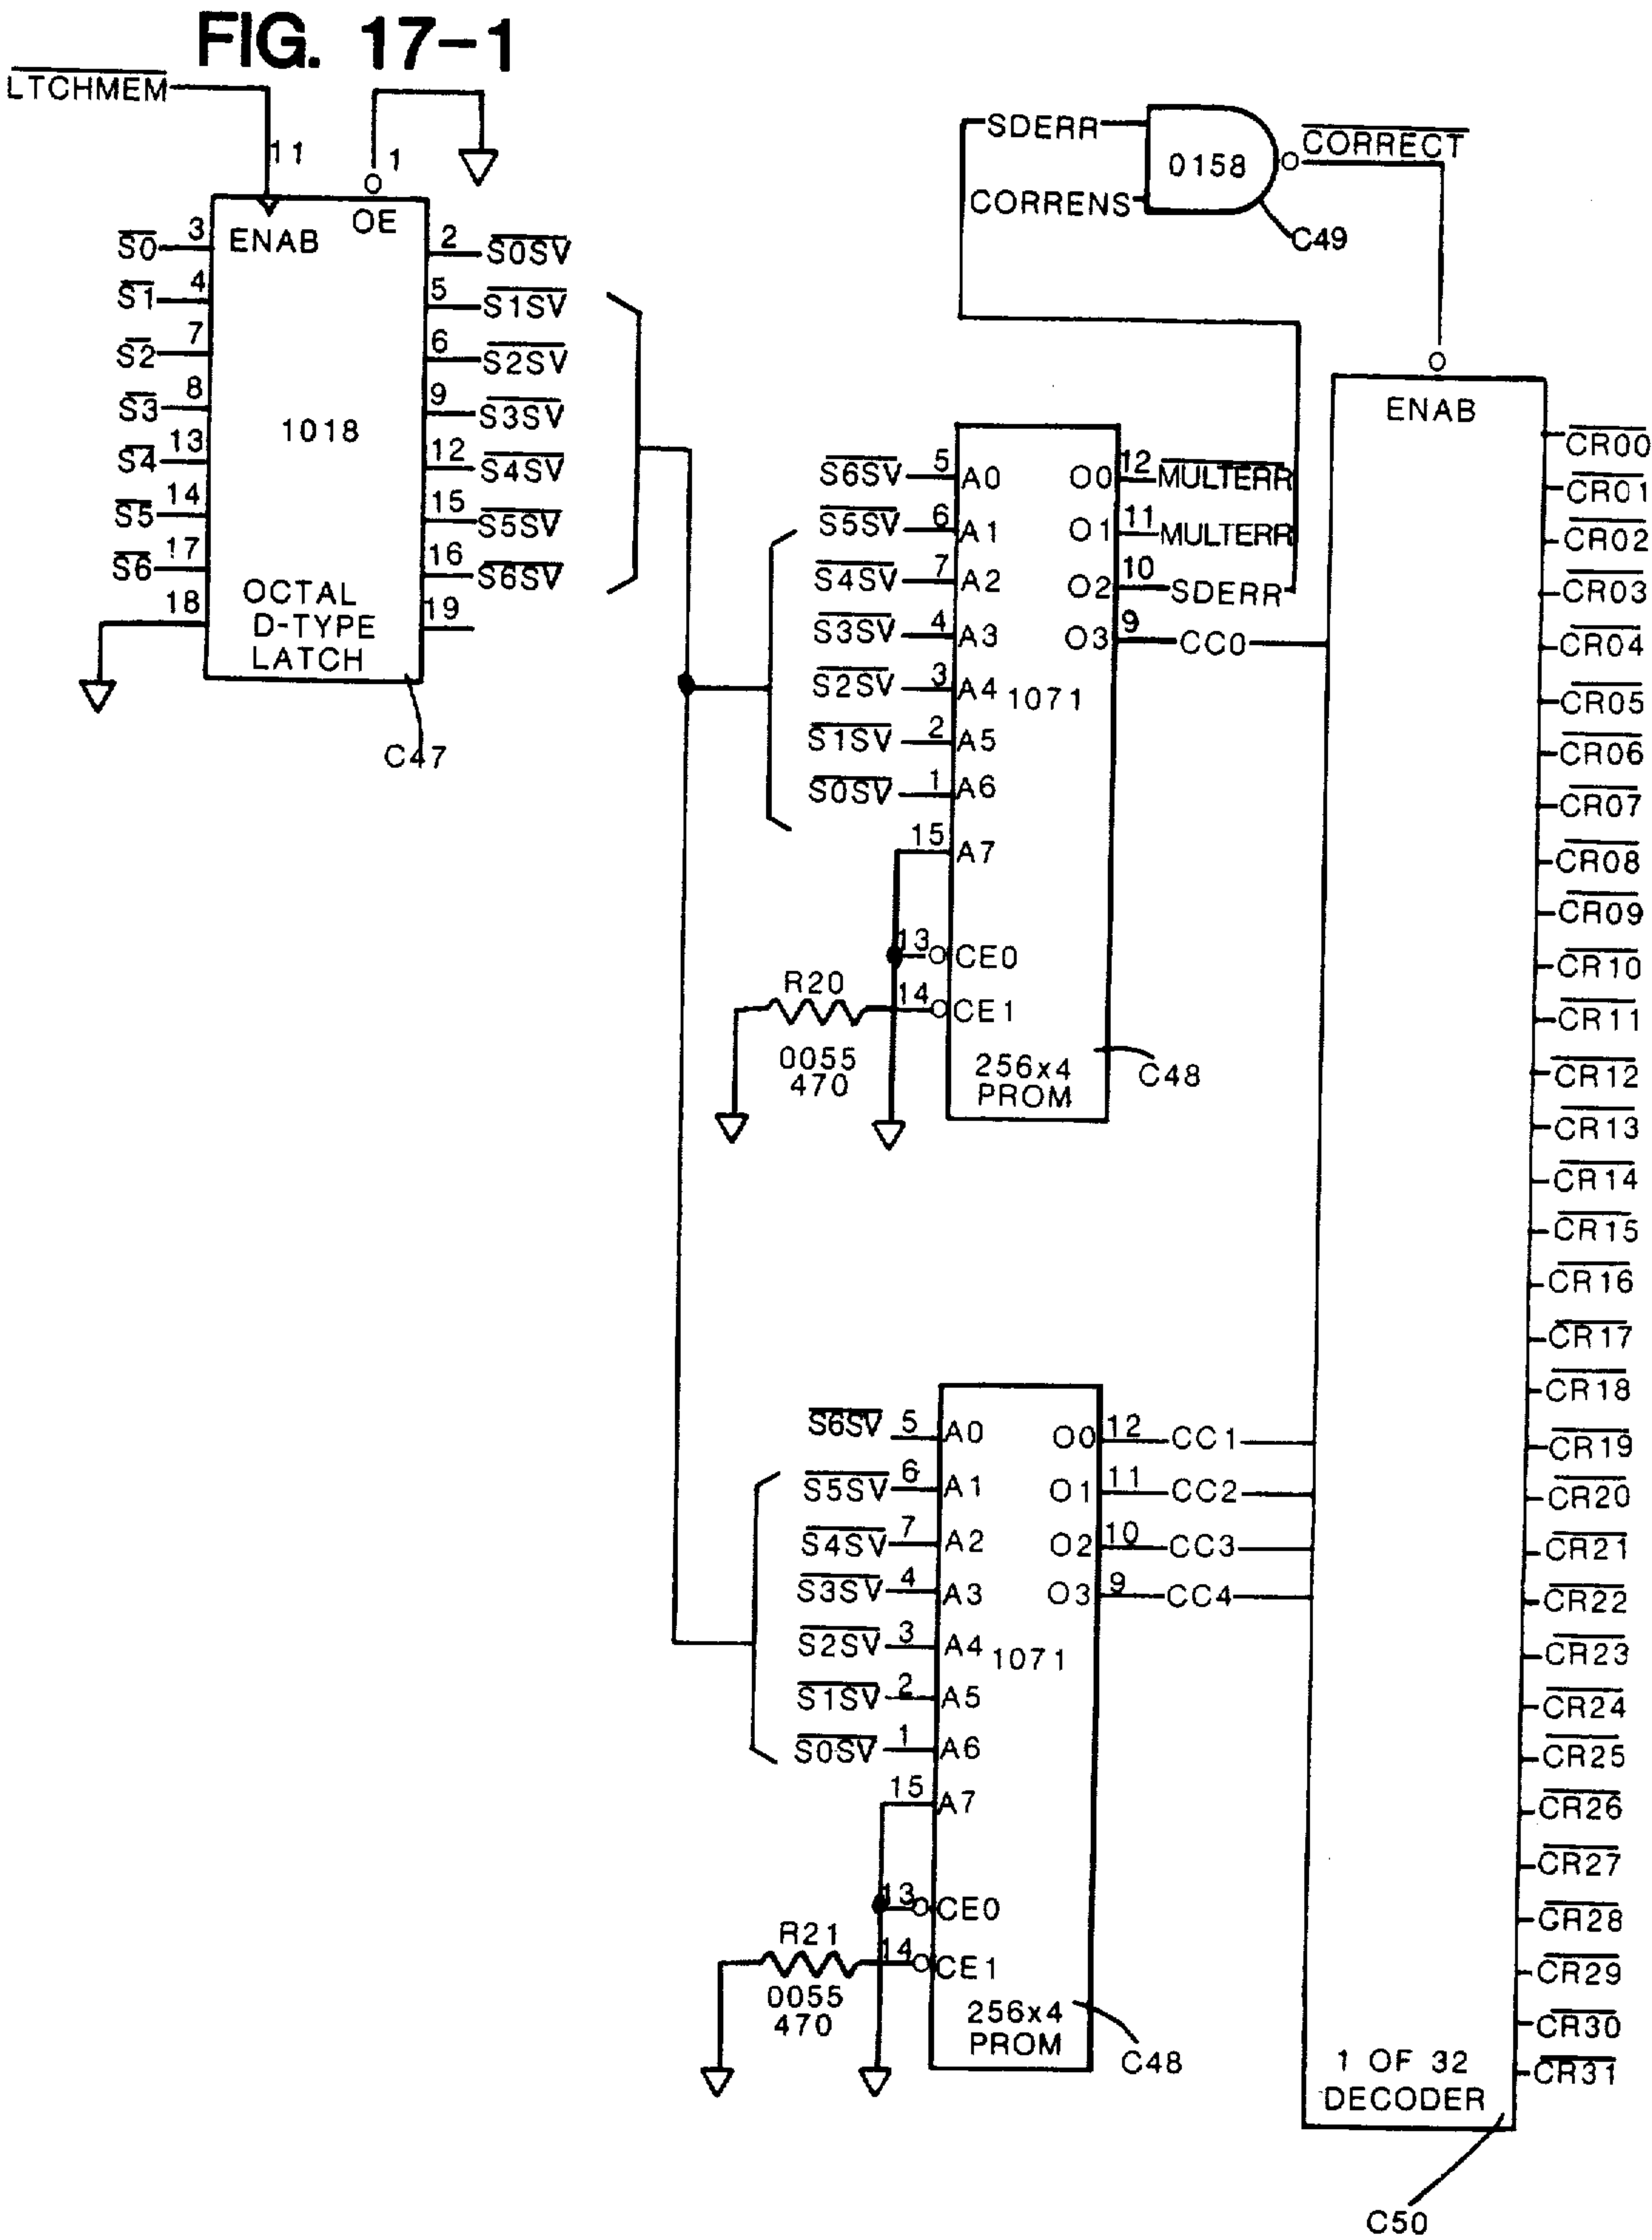 FIG. 17-1
LTCHMEM
11
1
ENAB
OE
S0 3
S1 4
S2 7
S3 8
S4 13
S5 14
S6 17
18
2 S0SV
5 S1SV
6 S2SV
9 S3SV
12 S4SV
15 S5SV
16 S6SV
19
1018
OCTAL
D-TYPE
LATCH
C47
SDERR
CORRENS
0158
CORRECT
C49
S6SV 5 A0
S5SV 6 A1
S4SV 7 A2
S3SV 4 A3
S2SV 3 A4
S1SV 2 A5
S0SV 1 A6
15 A7
13 CE0
14 CE1
O0 12 MULTERR
O1 11 MULTERR
O2 10 SDERR
O3 9 CC0
1071
R20
0055
470
256x4
PROM
C48
S6SV 5 A0
S5SV 6 A1
S4SV 7 A2
S3SV 4 A3
S2SV 3 A4
S1SV 2 A5
S0SV 1 A6
15 A7
13 CE0
14 CE1
O0 12 CC1
O1 11 CC2
O2 10 CC3
O3 9 CC4
1071
R21
0055
470
256x4
PROM
C48
ENAB
CR00
CR01
CR02
CR03
CR04
CR05
CR06
CR07
CR08
CR09
CR10
CR11
CR12
CR13
CR14
CR15
CR16
CR17
CR18
CR19
CR20
CR21
CR22
CR23
CR24
CR25
CR26
CR27
CR28
CR29
CR30
CR31
1 OF 32
DECODER
C50